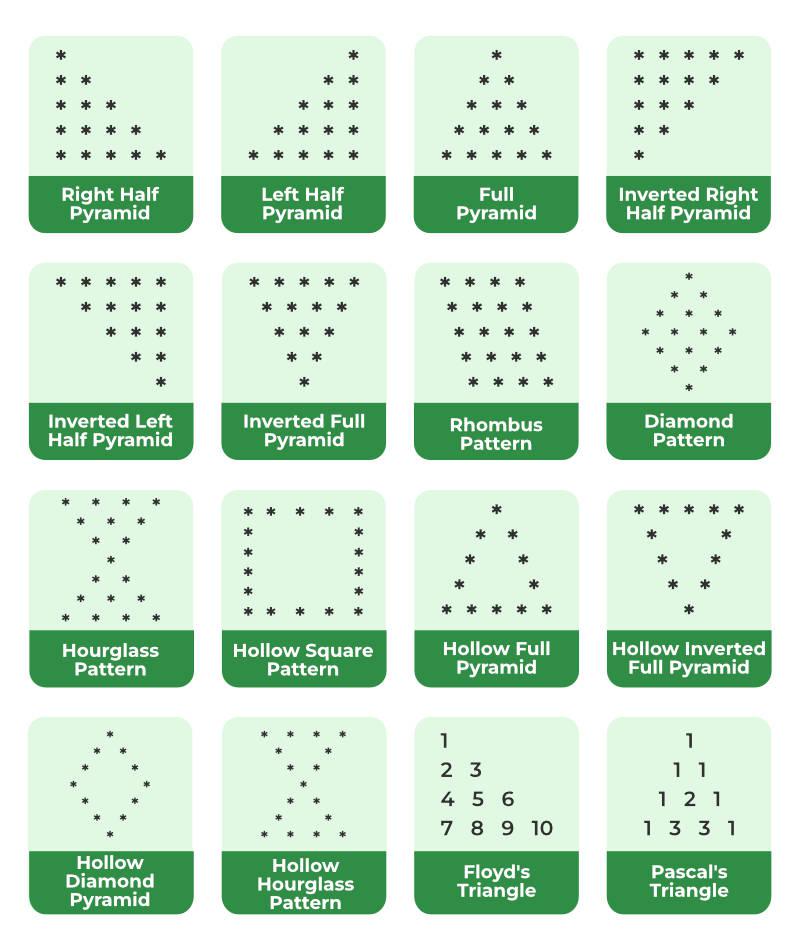 *
* *
* * *
* * * *
* * * * *
Right Half
Pyramid
*
* *
* * *
* * * *
* * * * *
Left Half
Pyramid
*
* *
* * *
* * * *
* * * * *
Full
Pyramid
* * * * *
* * * *
* * *
* *
*
Inverted Right
Half Pyramid
* * * * *
* * * *
* * *
* *
*
Inverted Left
Half Pyramid
* * * * *
* * * *
* * *
* *
*
Inverted Full
Pyramid
* * * *
* * * *
* * * *
* * * *
* * * *
Rhombus
Pattern
*
* *
* * *
* * * *
* * *
* *
*
Diamond
Pattern
* * * *
* * *
* *
*
* *
* * *
* * * *
Hourglass
Pattern
* * * * *
* *
* *
* *
* *
* * * * *
Hollow Square
Pattern
*
* *
* *
* *
* * * * *
Hollow Full
Pyramid
* * * * *
* *
* *
* *
*
Hollow Inverted
Full Pyramid
*
* *
* *
* *
* *
* *
*
Hollow
Diamond
Pyramid
* * * *
* *
* *
*
* *
* *
* * * *
Hollow
Hourglass
Pattern
1
2 3
4 5 6
7 8 9 10
Floyd's
Triangle
1
1 1
1 2 1
1 3 3 1
Pascal's
Triangle